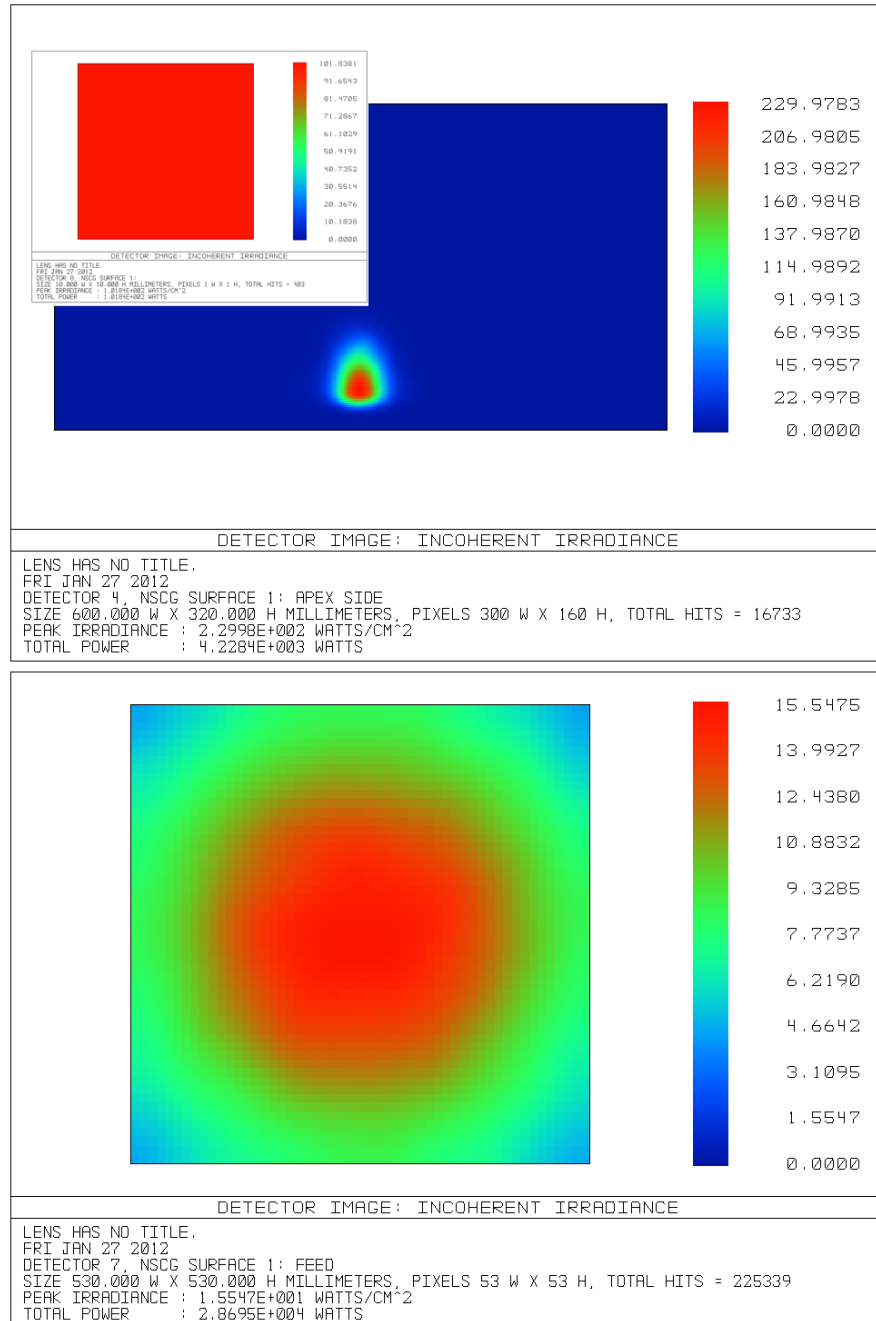 101.8381
91.6543
81.4705
71.2867
61.1029
50.9191
40.7352
30.5514
20.3676
10.1838
0.0000
DETECTOR IMAGE: INCOHERENT IRRADIANCE
LENS HAS NO TITLE.
FRI JAN 27 2012
DETECTOR 8, NSCG SURFACE 1:
SIZE 10.000 W X 10.000 H MILLIMETERS, PIXELS 1 W X 1 H, TOTAL HITS = 403
PEAK IRRADIANCE : 1.0184E+002 WATTS/CM^2
TOTAL POWER : 1.0184E+002 WATTS
229.9783
206.9805
183.9827
160.9848
137.9870
114.9892
91.9913
68.9935
45.9957
22.9978
0.0000
DETECTOR IMAGE: INCOHERENT IRRADIANCE
LENS HAS NO TITLE.
FRI JAN 27 2012
DETECTOR 4, NSCG SURFACE 1: APEX SIDE
SIZE 600.000 W X 320.000 H MILLIMETERS, PIXELS 300 W X 160 H, TOTAL HITS = 16733
PEAK IRRADIANCE : 2.2998E+002 WATTS/CM^2
TOTAL POWER : 4.2284E+003 WATTS
15.5475
13.9927
12.4380
10.8832
9.3285
7.7737
6.2190
4.6642
3.1095
1.5547
0.0000
DETECTOR IMAGE: INCOHERENT IRRADIANCE
LENS HAS NO TITLE.
FRI JAN 27 2012
DETECTOR 7, NSCG SURFACE 1: FEED
SIZE 530.000 W X 530.000 H MILLIMETERS, PIXELS 53 W X 53 H, TOTAL HITS = 225339
PEAK IRRADIANCE : 1.5547E+001 WATTS/CM^2
TOTAL POWER : 2.8695E+004 WATTS